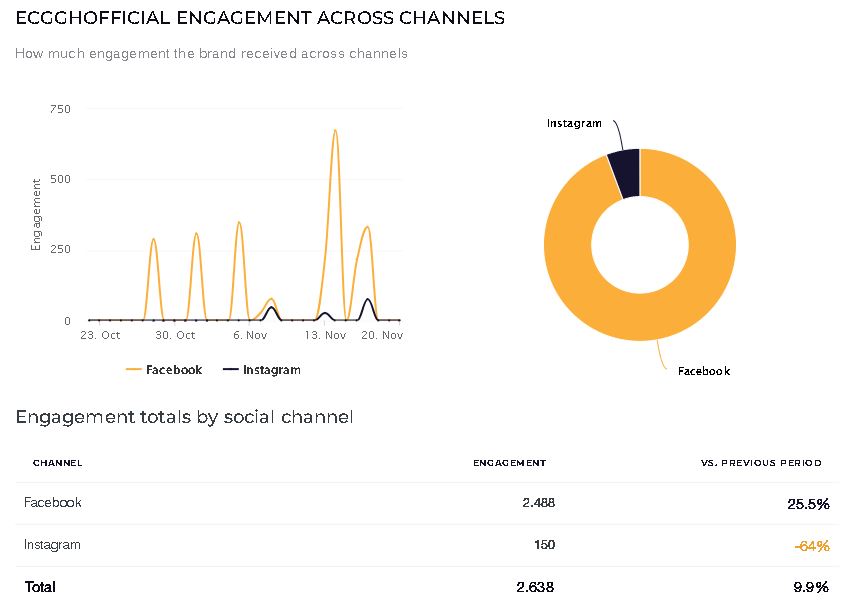 ECGGHOFFICIAL ENGAGEMENT ACROSS CHANNELS
How much engagement the brand received across channels
750
500
250
0
Engagement
23. Oct 30. Oct 6. Nov 13. Nov 20. Nov
Facebook Instagram
Instagram
Facebook
Engagement totals by social channel
CHANNEL ENGAGEMENT VS. PREVIOUS PERIOD
Facebook 2.488 25.5%
Instagram 150 -64%
Total 2.638 9.9%